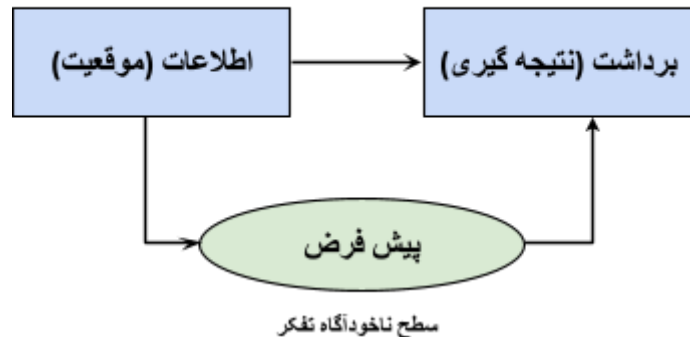 اطلاعات (موقعیت)
برداشت (نتیجه گیری)
پیش فرض
سطح ناخودآگاه تفکر